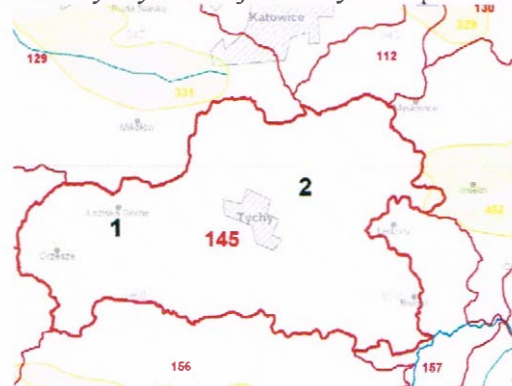 Katowice
130
329
129
112
331
Mysłowice
Mikołów
Imielin
452
2
Łaziska Górne
Tychy
1
145
Lędziny
Orzesze
Bieruń
156
157